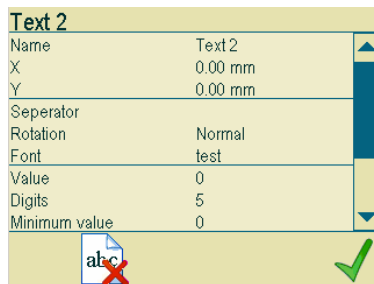 Text 2
Name Text 2
X 0.00 mm
Y 0.00 mm
Seperator
Rotation Normal
Font test
Value 0
Digits 5
Minimum value 0
abc